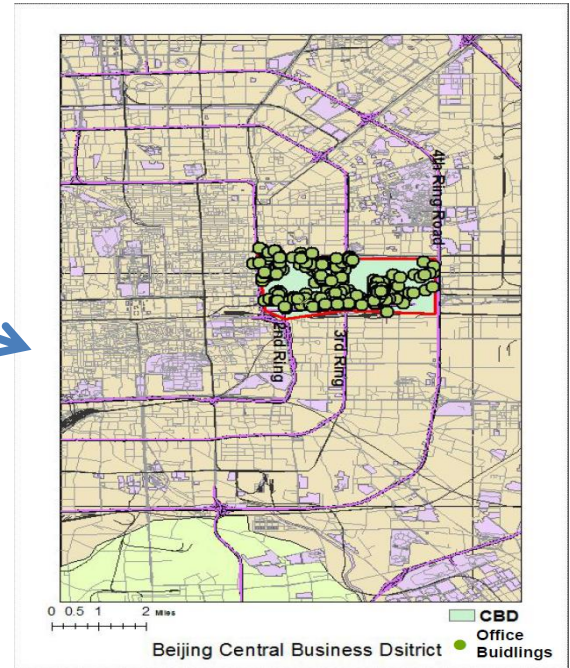 4th Ring Road
2nd Ring
3rd Ring
0 0.5 1 2 Miles
CBD
Office
Buidlings
Beijing Central Business Dsitrict